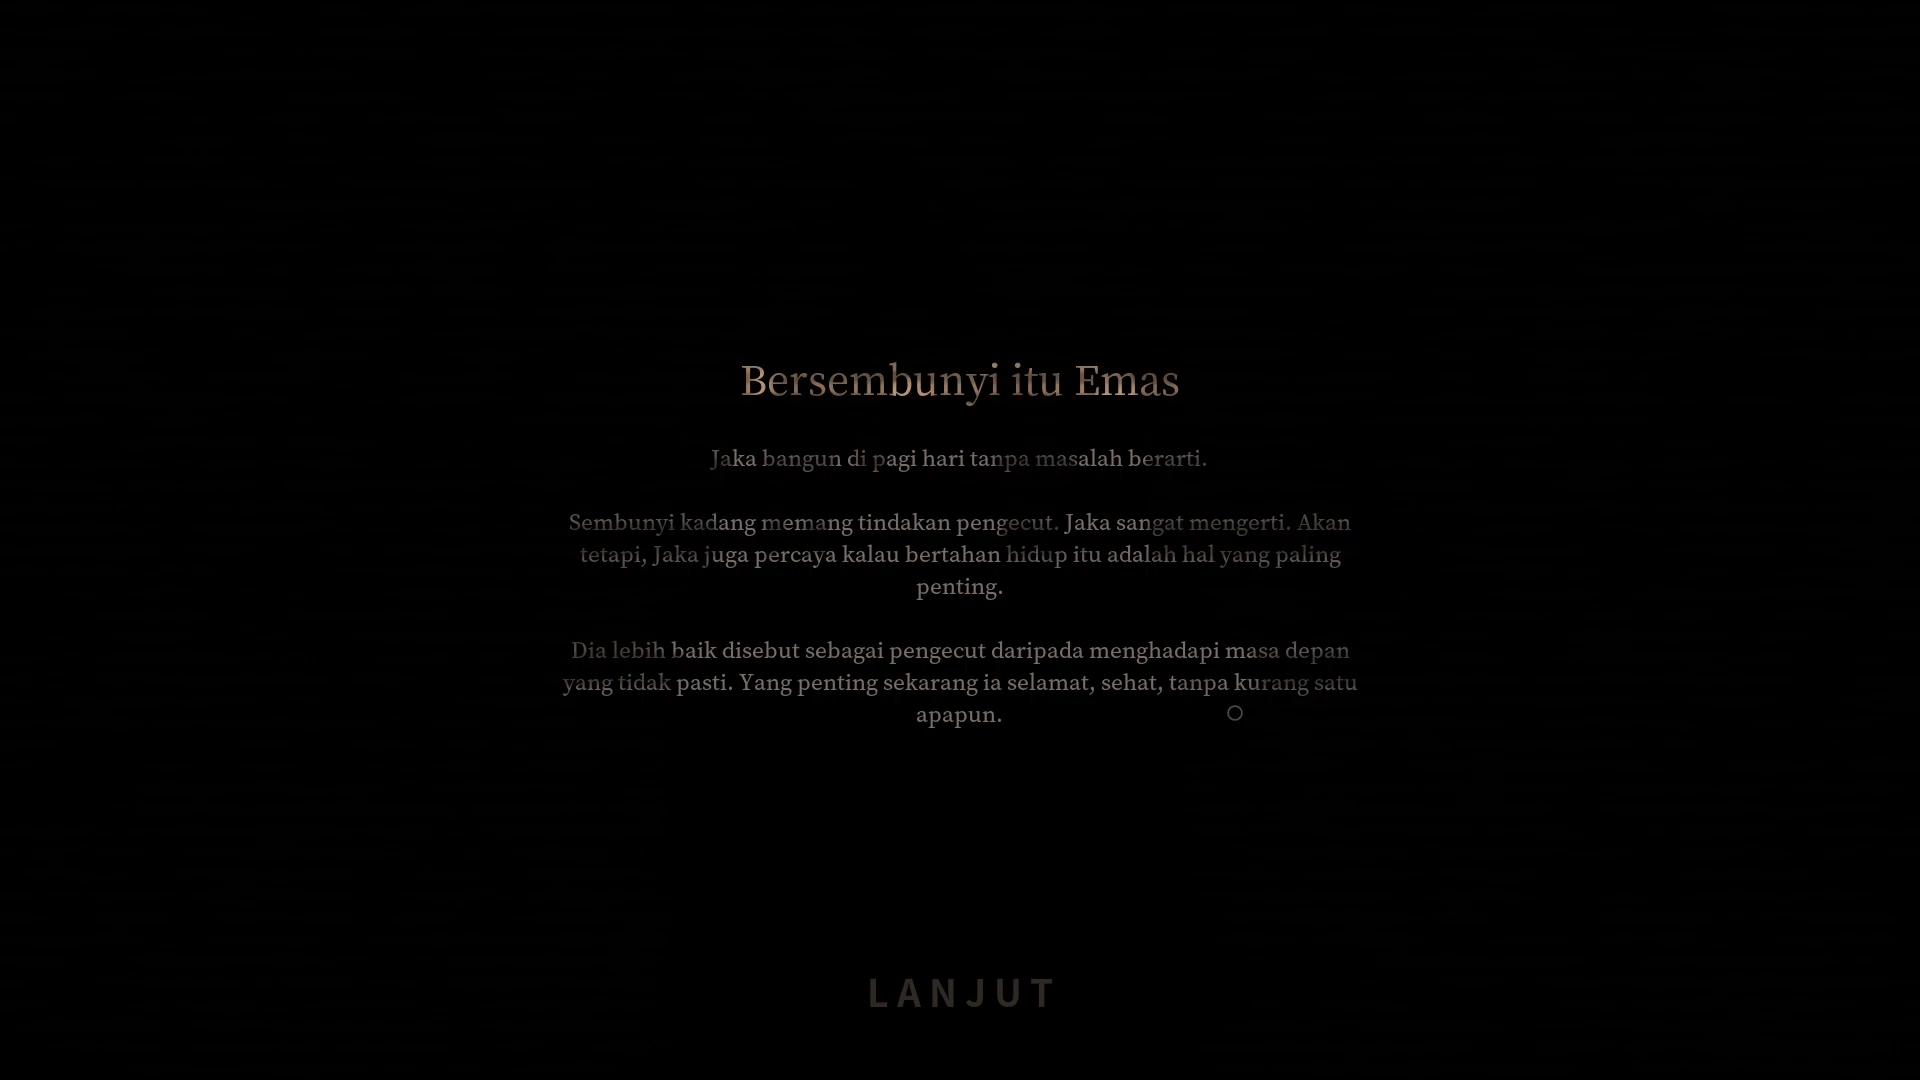 Bersembunyi itu Emas
Jaka bangun di pagi hari tanpa masalah berarti.
Sembunyi kadang memang tindakan pengecut. Jaka sangat mengerti. Akan
tetapi, Jaka juga percaya kalau bertahan hidup itu adalah hal yang paling
penting.
Dia lebih baik disebut sebagai pengecut daripada menghadapi masa depan
yang tidak pasti. Yang penting sekarang ia selamat, sehat, tanpa kurang satu
apapun.
LANJUT